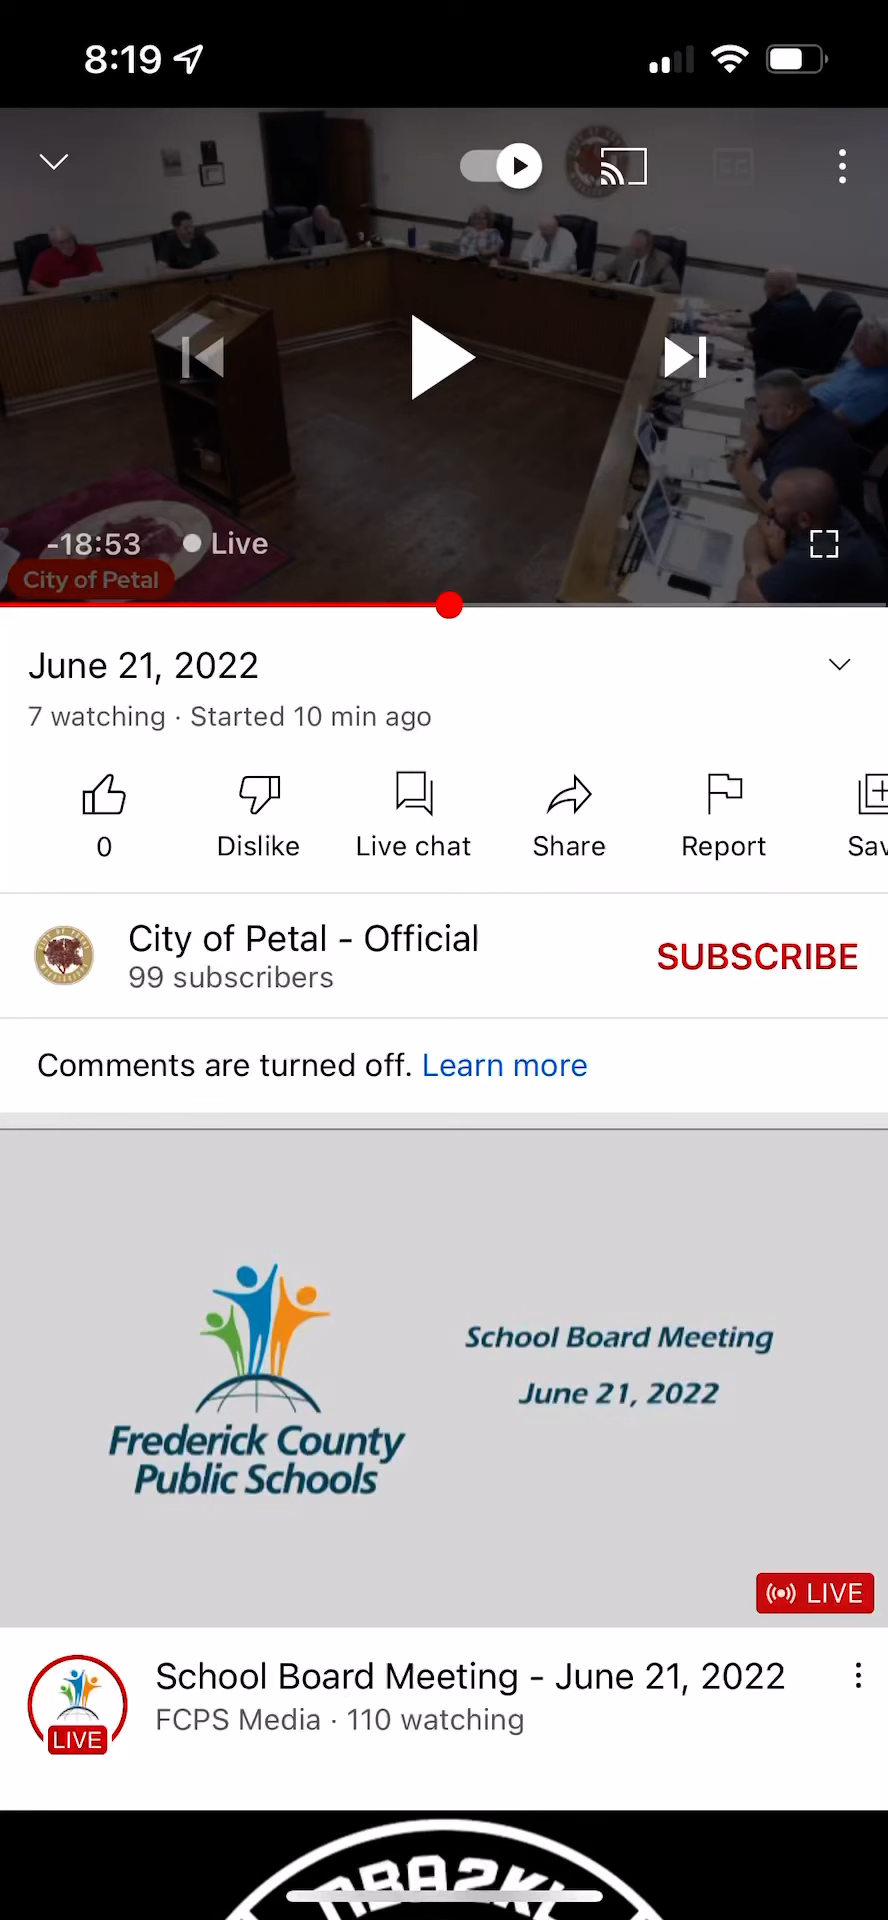 8:19
-18:53 Live
City of Petal
June 21, 2022
7 watching · Started 10 min ago
0 Dislike Live chat Share Report Sav
City of Petal - Official
99 subscribers
SUBSCRIBE
Comments are turned off. Learn more
School Board Meeting
June 21, 2022
Frederick County
Public Schools
LIVE
School Board Meeting - June 21, 2022
FCPS Media · 110 watching
LIVE